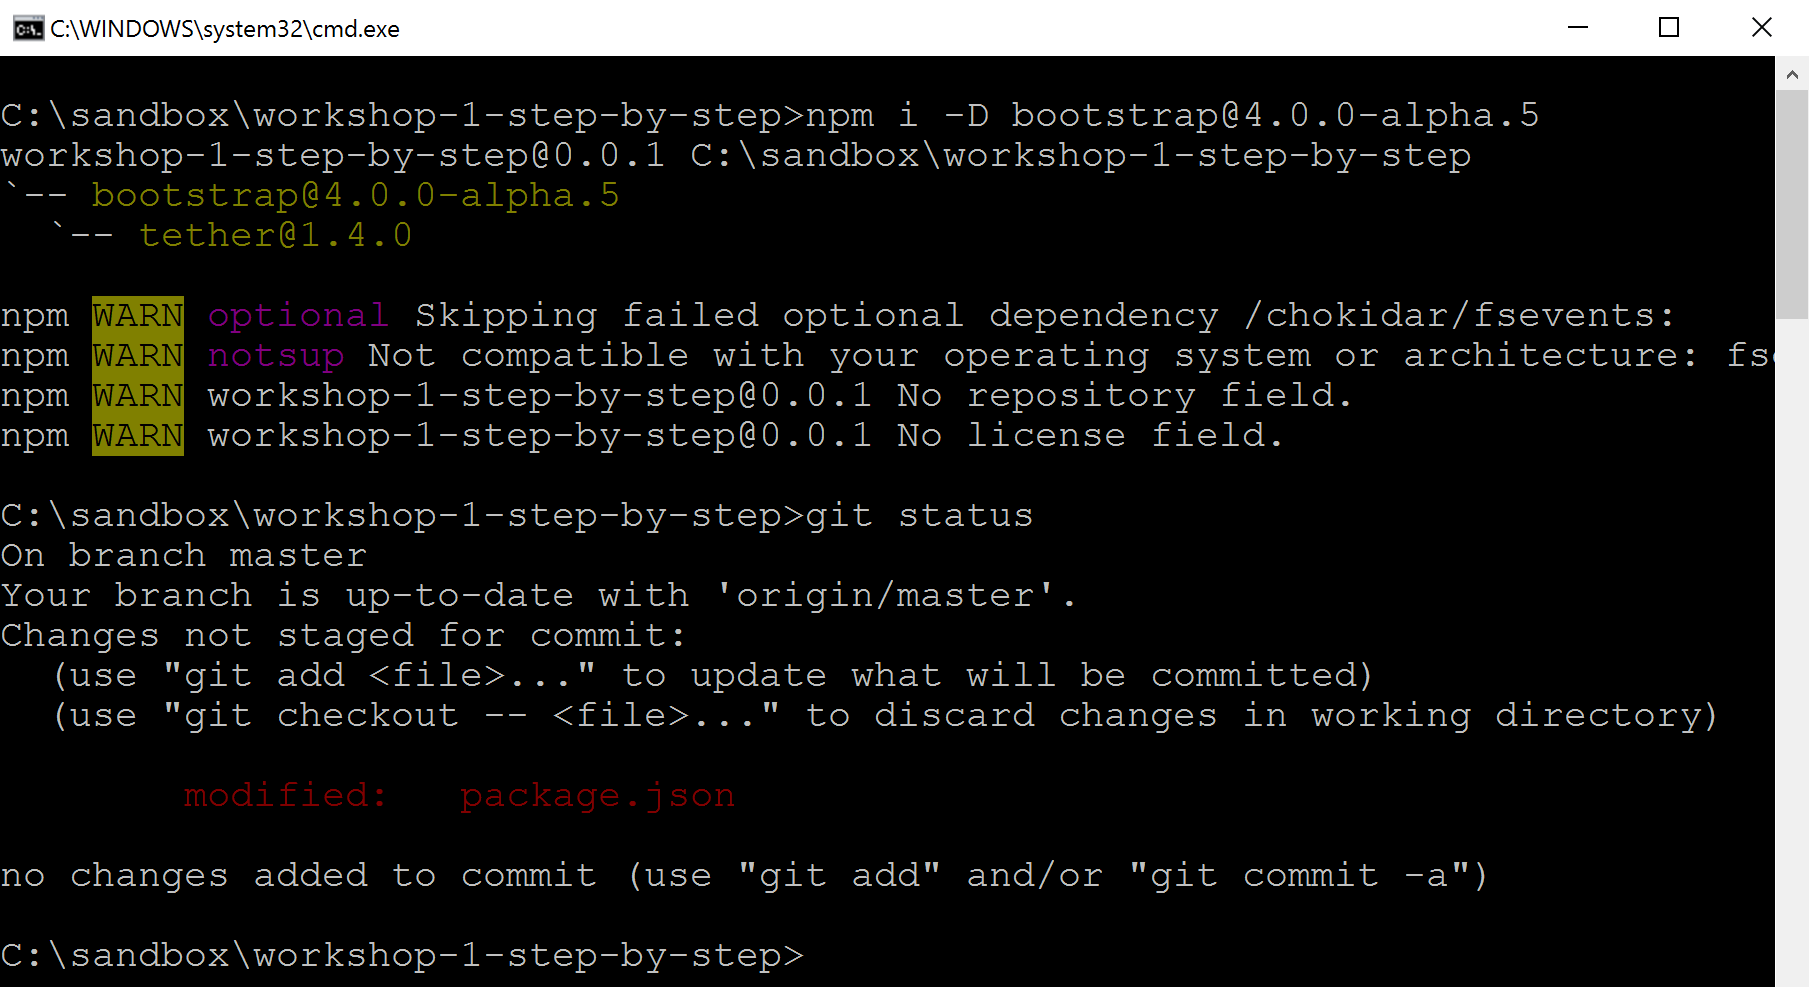 C:\WINDOWS\system32\cmd.exe
C:\sandbox\workshop-1-step-by-step>npm i -D bootstrap@4.0.0-alpha.5
workshop-1-step-by-step@0.0.1 C:\sandbox\workshop-1-step-by-step
`-- bootstrap@4.0.0-alpha.5
  `-- tether@1.4.0
npm WARN optional Skipping failed optional dependency /chokidar/fsevents:
npm WARN notsup Not compatible with your operating system or architecture:
npm WARN workshop-1-step-by-step@0.0.1 No repository field.
npm WARN workshop-1-step-by-step@0.0.1 No license field.
C:\sandbox\workshop-1-step-by-step>git status
On branch master
Your branch is up-to-date with 'origin/master'.
Changes not staged for commit:
  (use "git add <file>..." to update what will be committed)
  (use "git checkout -- <file>..." to discard changes in working directory)
        modified:   package.json
no changes added to commit (use "git add" and/or "git commit -a")
C:\sandbox\workshop-1-step-by-step>